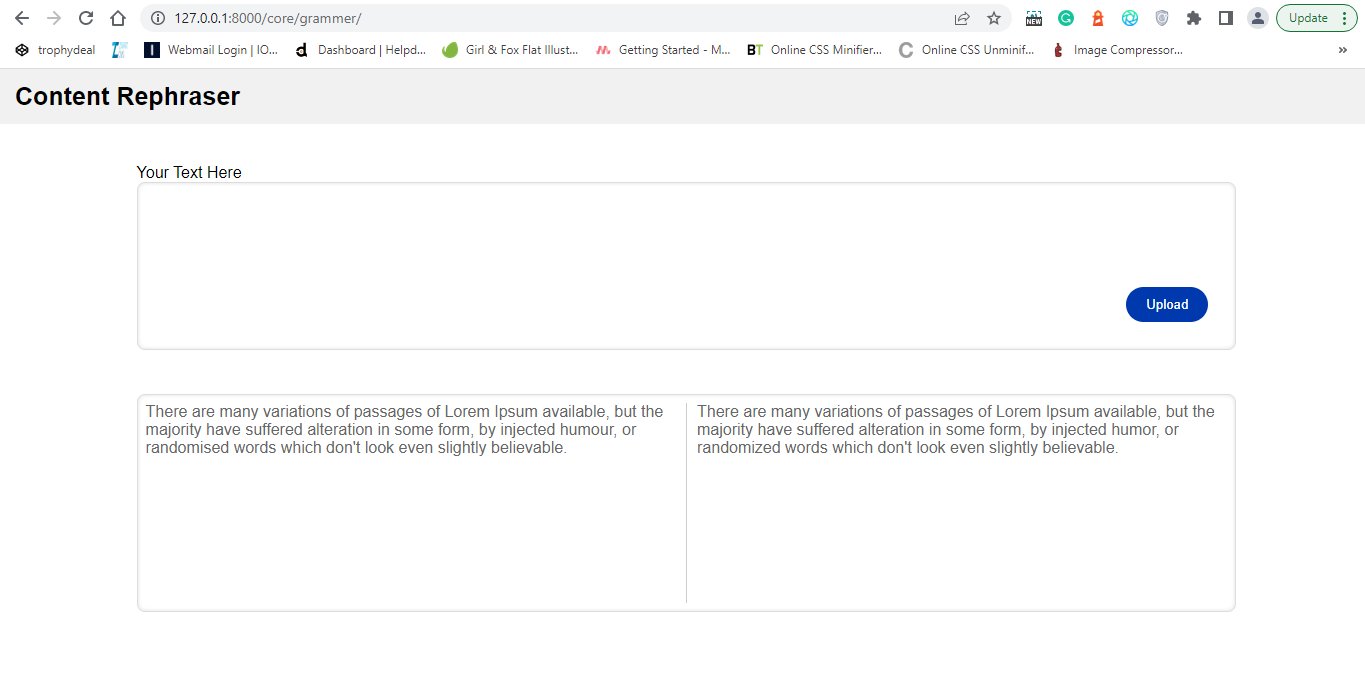 127.0.0.1:8000/core/grammer/
NEW
Update
trophydeal
Webmail Login | IO...
Dashboard | Helpd...
Girl & Fox Flat Illust...
Getting Started - M...
BT Online CSS Minifier...
Online CSS Unminif...
Image Compressor...
»
Content Rephraser
Your Text Here
Upload
There are many variations of passages of Lorem Ipsum available, but the
majority have suffered alteration in some form, by injected humour, or
randomised words which don't look even slightly believable.
There are many variations of passages of Lorem Ipsum available, but the
majority have suffered alteration in some form, by injected humor, or
randomized words which don't look even slightly believable.